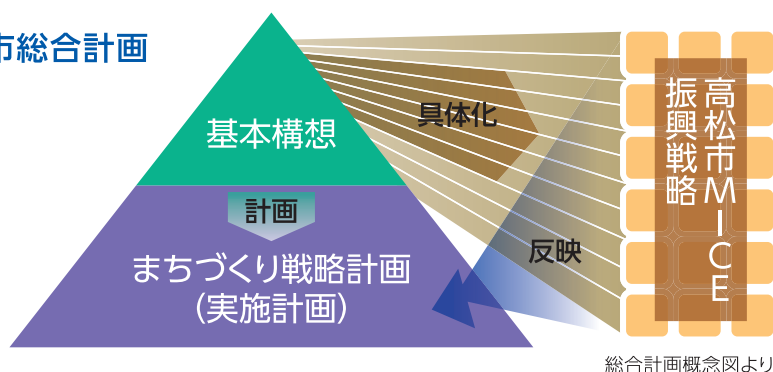 市総合計画
基本構想
計画
まちづくり戦略計画
(実施計画)
具体化
反映
高松市MICE
振興戦略
総合計画概念図より